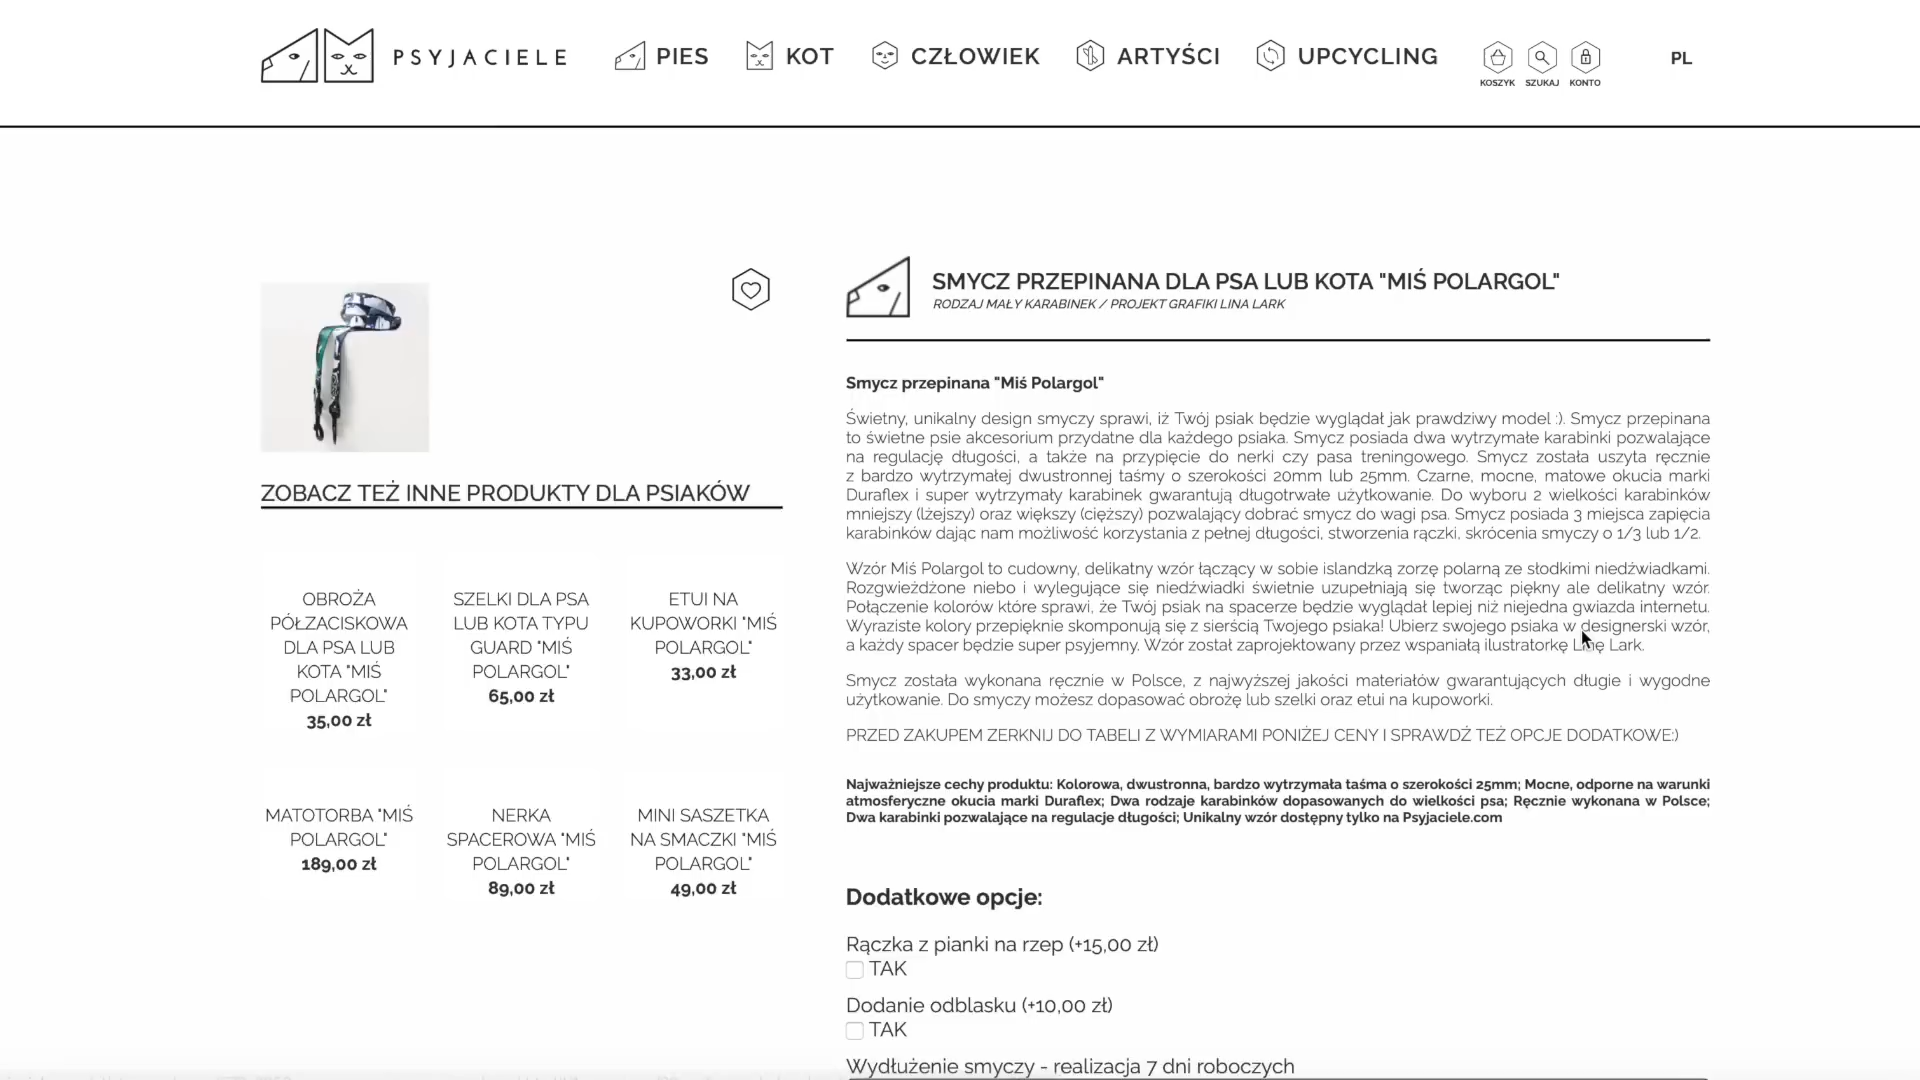 PSYJACIELE
PIES
KOT
CZŁOWIEK
ARTYŚCI
UPCYCLING
KOSZYK
SZUKAJ
KONTO
PL
ZOBACZ TEŻ INNE PRODUKTY DLA PSIAKÓW
OBROŻA
PÓŁZACISKOWA
DLA PSA LUB
KOTA "MIŚ
POLARGOL"
35,00 zł
SZELKI DLA PSA
LUB KOTA TYPU
GUARD "MIŚ
POLARGOL"
65,00 zł
ETUI NA
KUPOWORKI "MIŚ
POLARGOL"
33,00 zł
MATOTORBA "MIŚ
POLARGOL"
189,00 zł
NERKA
SPACEROWA "MIŚ
POLARGOL"
89,00 zł
MINI SASZETKA
NA SMACZKI "MIŚ
POLARGOL"
49,00 zł
SMYCZ PRZEPINANA DLA PSA LUB KOTA "MIŚ POLARGOL"
RODZAJ MAŁY KARABINEK / PROJEKT GRAFIKI LINA LARK
Smycz przepinana "Miś Polargol"
Świetny, unikalny design smyczy sprawi, iż Twój psiak będzie wyglądał jak prawdziwy model :). Smycz przepinana
to świetne psie akcesorium przydatne dla każdego psiaka. Smycz posiada dwa wytrzymałe karabinki pozwalające
na regulację długości, a także na przypięcie do nerki czy pasa treningowego. Smycz została uszyta ręcznie
z bardzo wytrzymałej dwustronnej taśmy o szerokości 20mm lub 25mm. Czarne, mocne, matowe okucia marki
Duraflex i super wytrzymały karabinek gwarantują długotrwałe użytkowanie. Do wyboru 2 wielkości karabinków
mniejszy (lżejszy) oraz większy (cięższy) pozwalający dobrać smycz do wagi psa. Smycz posiada 3 miejsca zapięcia
karabinków dając nam możliwość korzystania z pełnej długości, stworzenia rączki, skrócenia smyczy o 1/3 lub 1/2.
Wzór Miś Polargol to cudowny, delikatny wzór łączący w sobie islandzką zorzę polarną ze słodkimi niedźwiadkami.
Rozgwieżdżone niebo i wylegujące się niedźwiadki świetnie uzupełniają się tworząc piękny ale delikatny wzór.
Połączenie kolorów które sprawi, że Twój psiak na spacerze będzie wyglądał lepiej niż niejedna gwiazda internetu.
Wyraziste kolory przepięknie skomponują się z sierścią Twojego psiaka! Ubierz swojego psiaka w designerski wzór,
a każdy spacer będzie super psyjemny. Wzór został zaprojektowany przez wspaniałą ilustratorkę Linę Lark.
Smycz została wykonana ręcznie w Polsce, z najwyższej jakości materiałów gwarantujących długie i wygodne
użytkowanie. Do smyczy możesz dopasować obrożę lub szelki oraz etui na kupoworki.
PRZED ZAKUPEM ZERKNIJ DO TABELI Z WYMIARAMI PONIŻEJ CENY I SPRAWDŹ TEŻ OPCJE DODATKOWE:)
Najważniejsze cechy produktu: Kolorowa, dwustronna, bardzo wytrzymała taśma o szerokości 25mm; Mocne, odporne na warunki
atmosferyczne okucia marki Duraflex; Dwa rodzaje karabinków dopasowanych do wielkości psa; Ręcznie wykonana w Polsce;
Dwa karabinki pozwalające na regulacje długości; Unikalny wzór dostępny tylko na Psyjaciele.com
Dodatkowe opcje:
Rączka z pianki na rzep (+15,00 zł)
TAK
Dodanie odblasku (+10,00 zł)
TAK
Wydłużenie smyczy - realizacja 7 dni roboczych